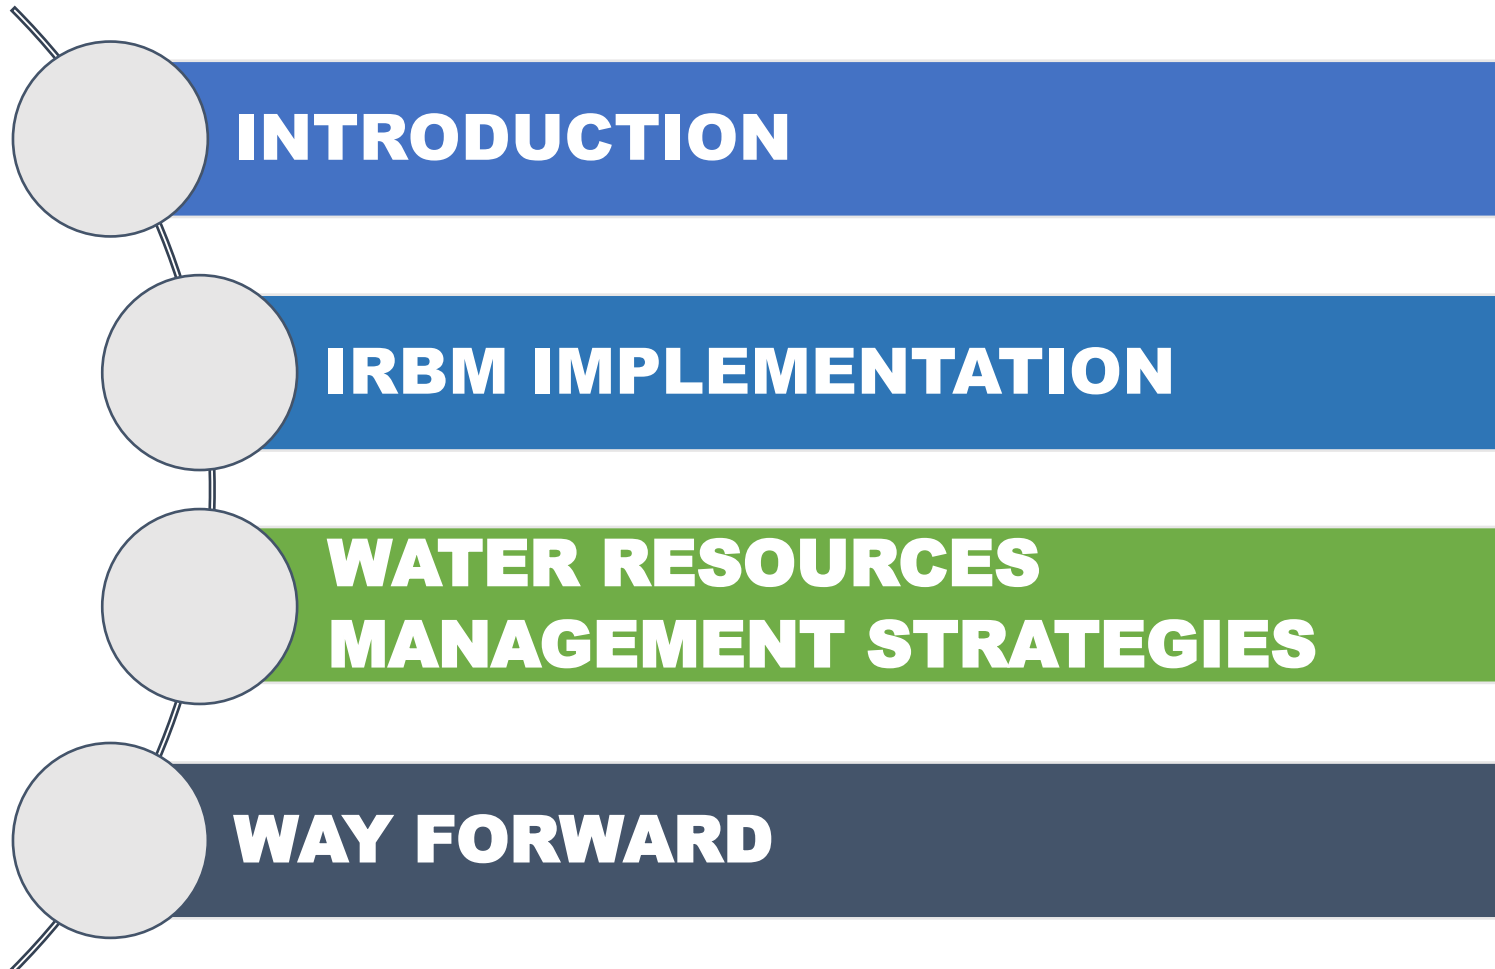 INTRODUCTION
IRBM IMPLEMENTATION
WATER RESOURCES
MANAGEMENT STRATEGIES
WAY FORWARD